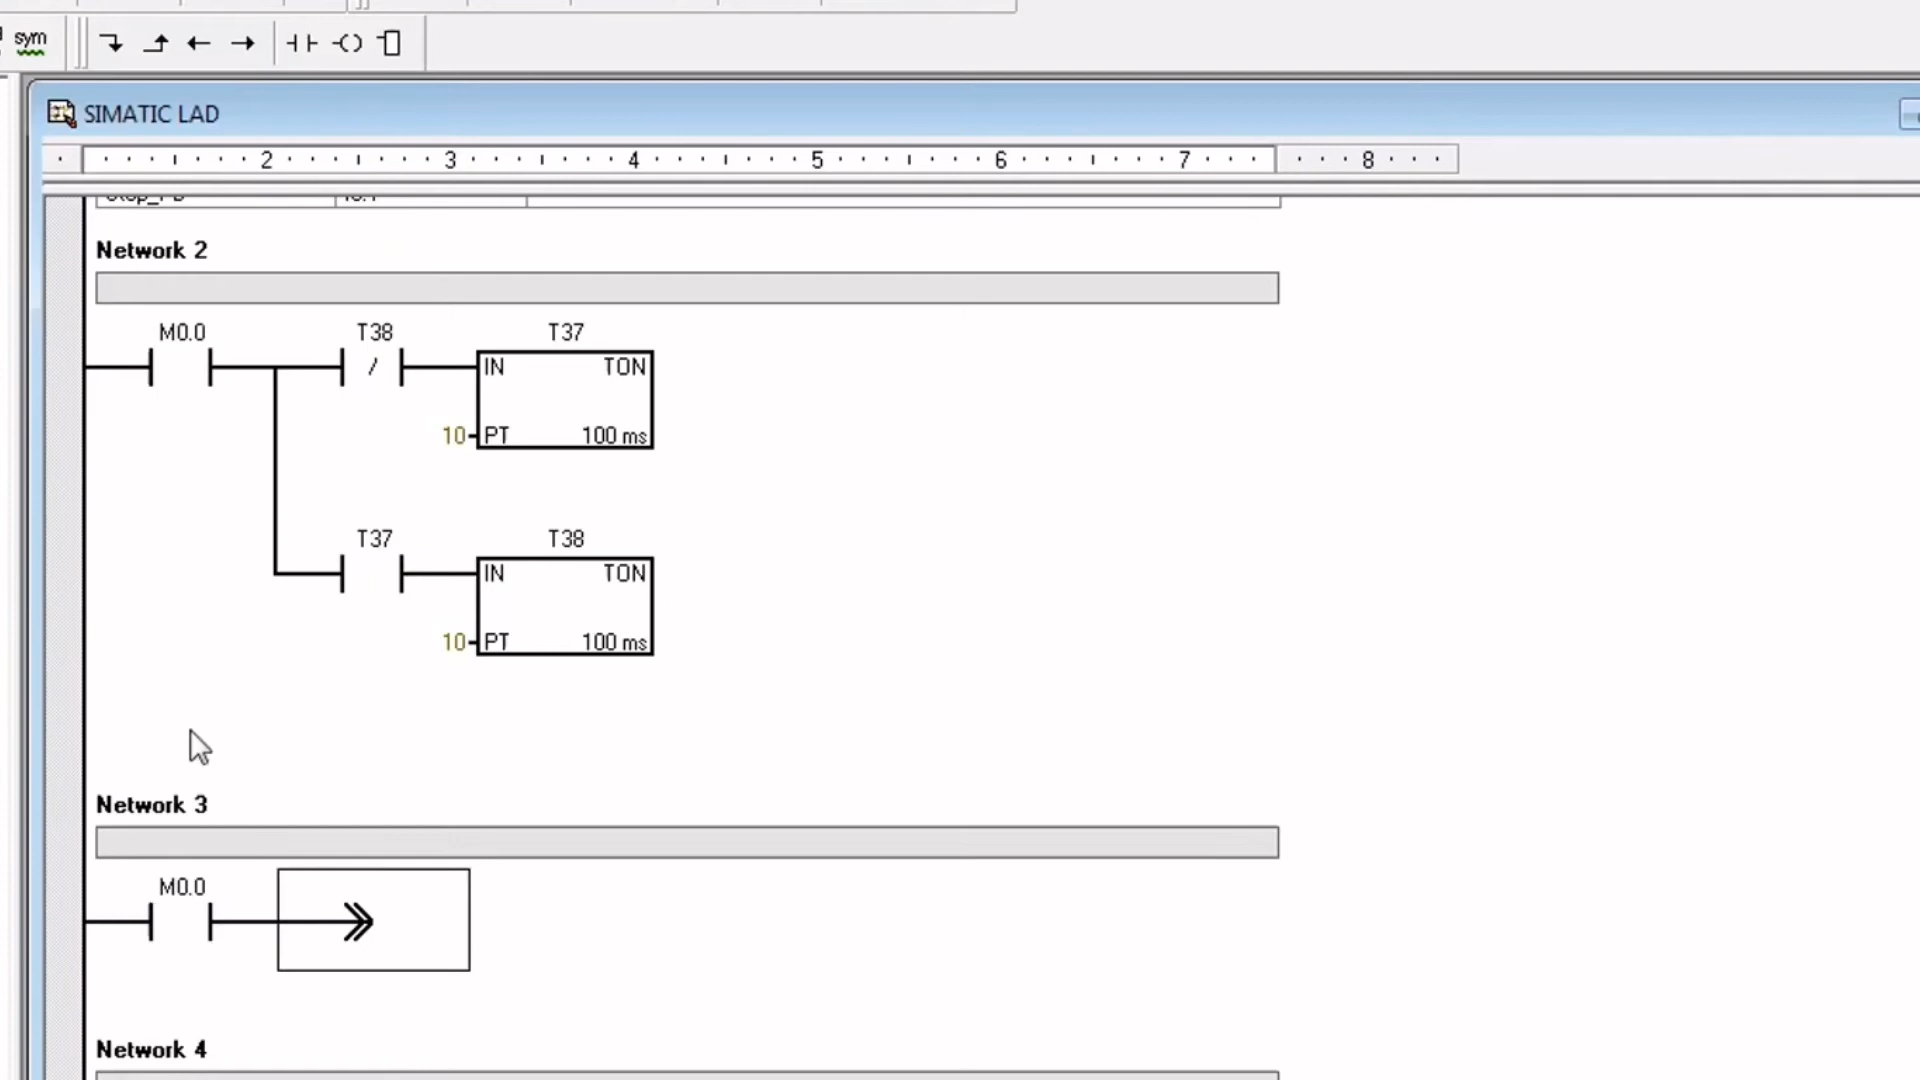 sym
SIMATIC LAD
2 3 4 5 6 7 8
Network 2
M0.0 T38 T37
/ IN TON
10 PT 100 ms
T37 T38
IN TON
10 PT 100 ms
Network 3
M0.0
Network 4